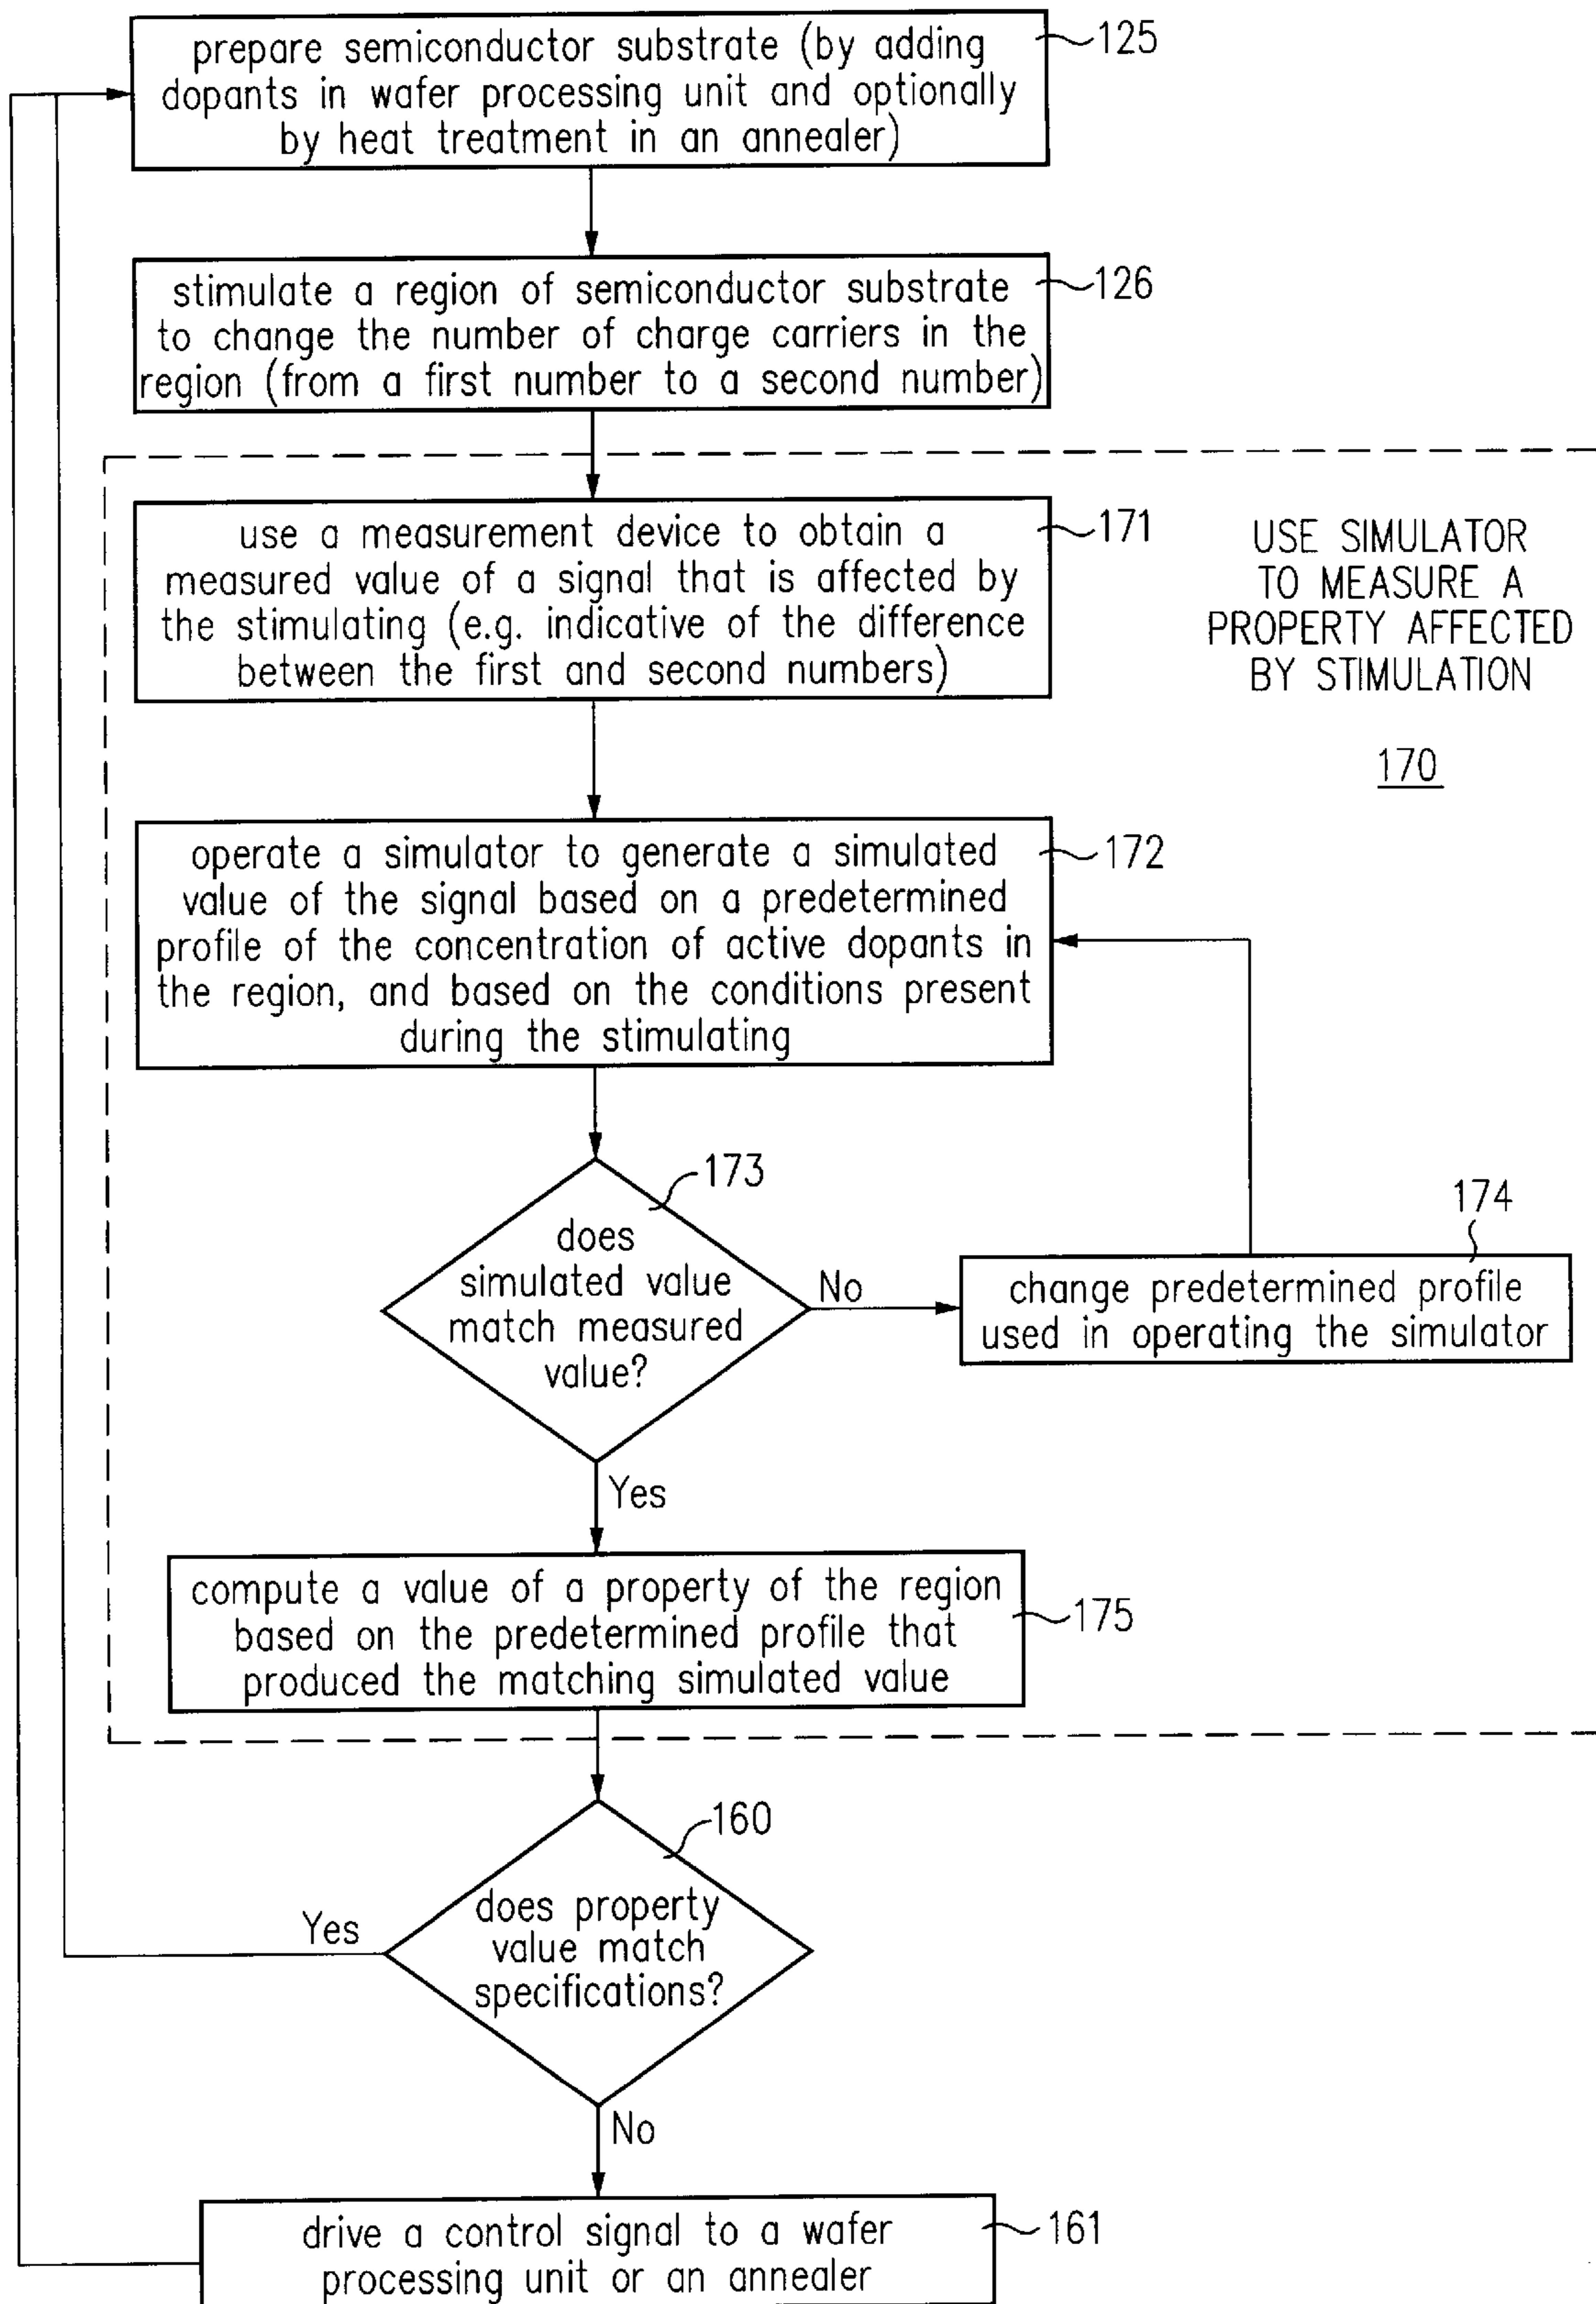 prepare semiconductor substrate (by adding
dopants in wafer processing unit and optionally
by heat treatment in an annealer)
125
stimulate a region of semiconductor substrate
to change the number of charge carriers in the
region (from a first number to a second number)
126
use a measurement device to obtain a
measured value of a signal that is affected by
the stimulating (e.g. indicative of the difference
between the first and second numbers)
171
USE SIMULATOR
TO MEASURE A
PROPERTY AFFECTED
BY STIMULATION
170
operate a simulator to generate a simulated
value of the signal based on a predetermined
profile of the concentration of active dopants in
the region, and based on the conditions present
during the stimulating
172
173
does
simulated value
match measured
value?
No
174
change predetermined profile
used in operating the simulator
Yes
compute a value of a property of the region
based on the predetermined profile that
produced the matching simulated value
175
160
does property
value match
specifications?
Yes
No
drive a control signal to a wafer
processing unit or an annealer
161